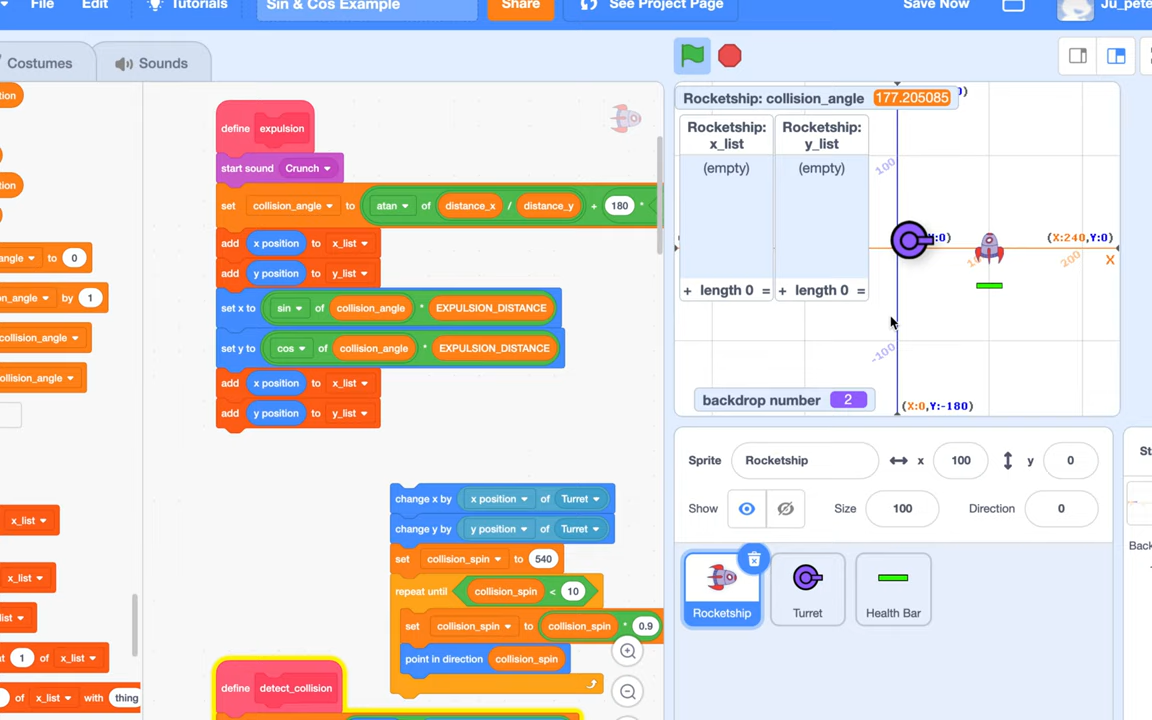 File Edit Tutorials Sin & Cos Example Share See Project Page Save Now Ju_pete
Costumes Sounds
define expulsion
start sound Crunch
set collision_angle to atan of distance_x / distance_y + 180 *
add x position to x_list
add y position to y_list
set x to sin of collision_angle * EXPULSION_DISTANCE
set y to cos of collision_angle * EXPULSION_DISTANCE
add x position to x_list
add y position to y_list
change x by x position of Turret
change y by y position of Turret
set collision_spin to 540
repeat until collision_spin < 10
set collision_spin to collision_spin * 0.9
point in direction collision_spin
define detect_collision
to 0
by 1
collision_angle
x_list
x_list
1 of x_list
of x_list with thing
Rocketship: collision_angle 177.205085
Rocketship: x_list
Rocketship: y_list
(empty) (empty)
+ length 0 = + length 0 =
100
(X:240,Y:0)
200 X
-100
backdrop number 2
(X:0,Y:-180)
Sprite Rocketship x 100 y 0
Show Size 100 Direction 0
Rocketship Turret Health Bar